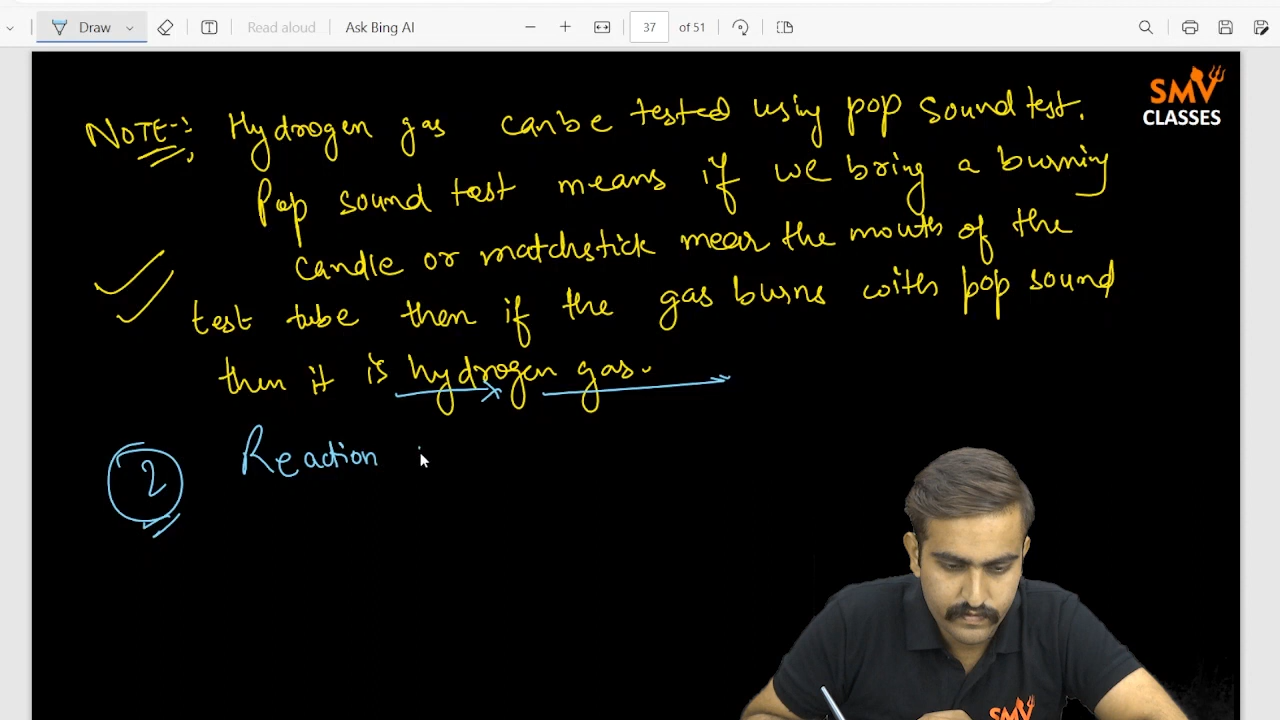 Draw
Read aloud
Ask Bing AI
37 of 51
SMV
CLASSES
NOTE-: Hydrogen gas canbe tested using pop sound test.
Pop sound test means if we bring a burning
candle or matchstick near the mouth of the
test tube then if the gas burns with pop sound
then it is hydrogen gas.
2 Reaction
SMV